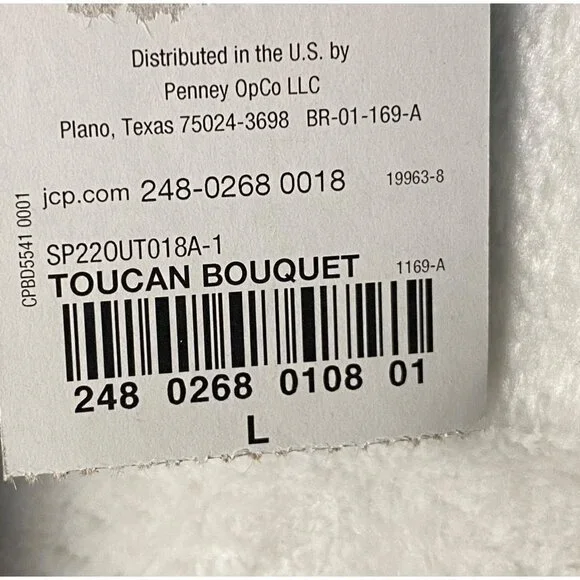 Distributed in the U.S. by
Penney OpCo LLC
Plano, Texas 75024-3698 BR-01-169-A
jcp.com 248-0268 0018 19963-8
CPBD5541 0001
SP22OUT018A-1
TOUCAN BOUQUET 1169-A
248 0268 0108 01
L